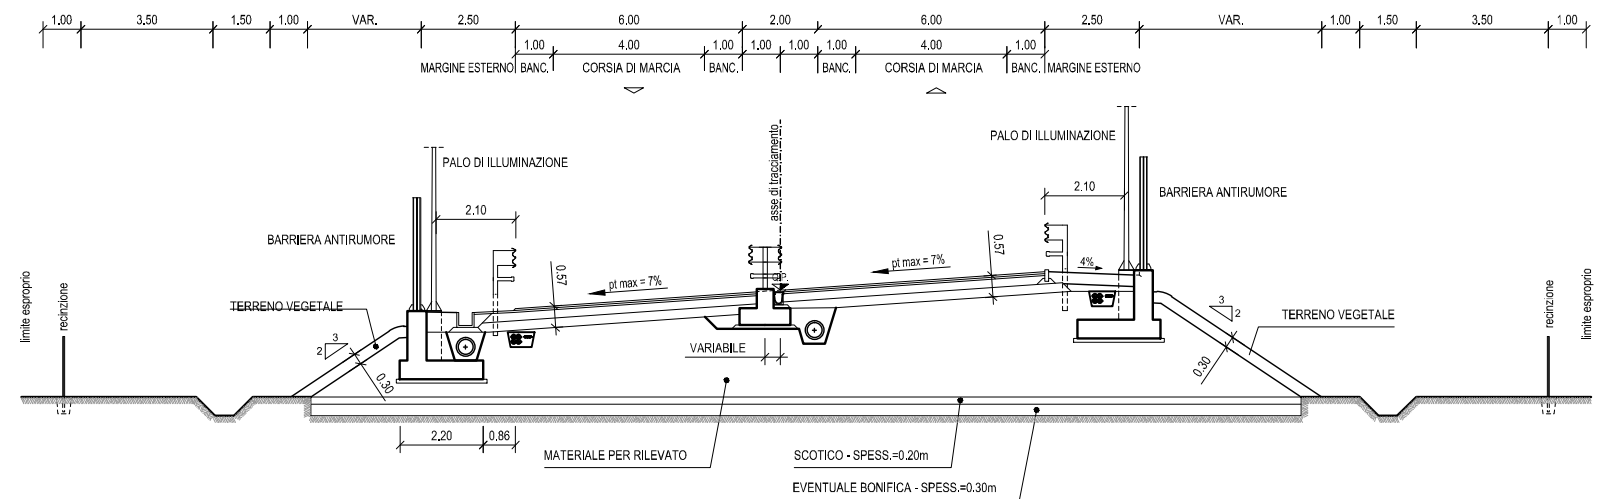 1.00 3.50 1.50 1.00 VAR. 2.50 6.00 2.00 6.00 2.50 VAR. 1.00 1.50 3.50 1.00
1.00 4.00 1.00 1.00 1.00 1.00 4.00 1.00
MARGINE ESTERNO BANC. CORSIA DI MARCIA BANC. BANC. CORSIA DI MARCIA BANC. MARGINE ESTERNO
PALO DI ILLUMINAZIONE
PALO DI ILLUMINAZIONE
asse di tracciamento
2.10
BARRIERA ANTIRUMORE
2.10
BARRIERA ANTIRUMORE
0.57
pt max = 7%
4%
0.57
pt max = 7%
limite esproprio
recinzione
TERRENO VEGETALE
3
2
0.30
VARIABILE
3
2
TERRENO VEGETALE
0.30
recinzione
limite esproprio
2.20 0.86
MATERIALE PER RILEVATO
SCOTICO - SPESS.=0.20m
EVENTUALE BONIFICA - SPESS.=0.30m